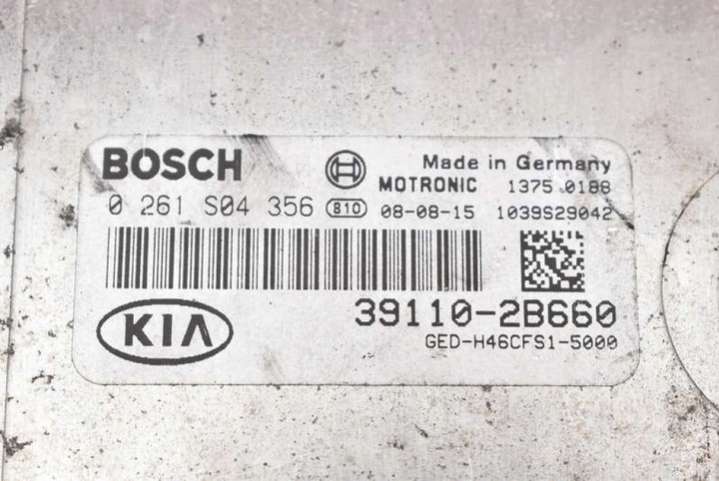 BOSCH Made in Germany
MOTRONIC 1375 0188
0 261 S04 356 810 08-08-15 1039S29042
39110-2B660
KIA GED-H46CFS1-5000